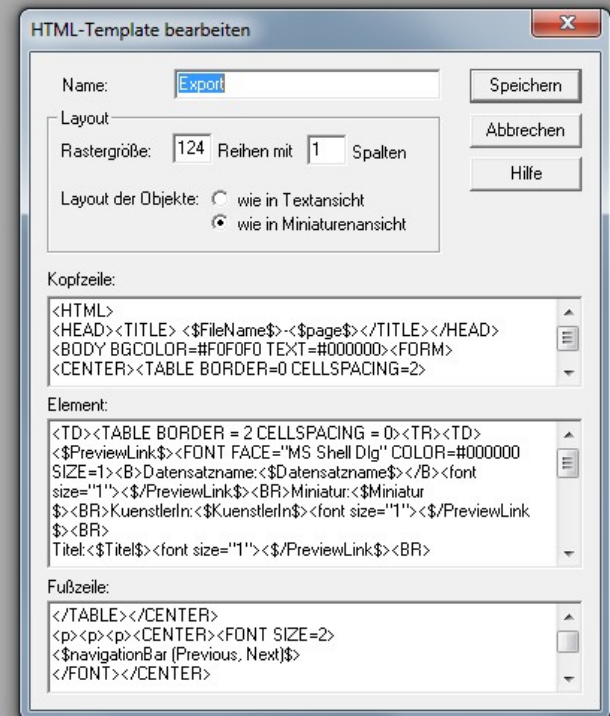 HTML-Template bearbeiten
Name: Export
Speichern
Layout
Rastergröße: 124 Reihen mit 1 Spalten
Abbrechen
Hilfe
Layout der Objekte: wie in Textansicht
wie in Miniaturenansicht
Kopfzeile:
<HTML>
<HEAD><TITLE> <$FileName$>-<$page$></TITLE></HEAD>
<BODY BGCOLOR=#F0F0F0 TEXT=#000000><FORM>
<CENTER><TABLE BORDER=0 CELLSPACING=2>
Element:
<TD><TABLE BORDER = 2 CELLSPACING = 0><TR><TD>
<$PreviewLink$><FONT FACE="MS Shell Dlg" COLOR=#000000
SIZE=1><B>Datensatzname:<$Datensatzname$></B><font
size="1"><$/PreviewLink$><BR>Miniatur:<$Miniatur
$><BR>KuenstlerIn:<$KuenstlerIn$><font size="1"><$/PreviewLink
$><BR>
Titel:<$Titel$><font size="1"><$/PreviewLink$><BR>
Fußzeile:
</TABLE></CENTER>
<p><p><p><CENTER><FONT SIZE=2>
<$navigationBar (Previous, Next)$>
</FONT></CENTER>